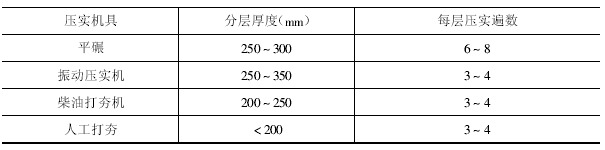 压实机具 分层厚度(mm) 每层压实遍数
平碾 250~300 6~8
振动压实机 250~350 3~4
柴油打夯机 200~250 3~4
人工打夯 <200 3~4